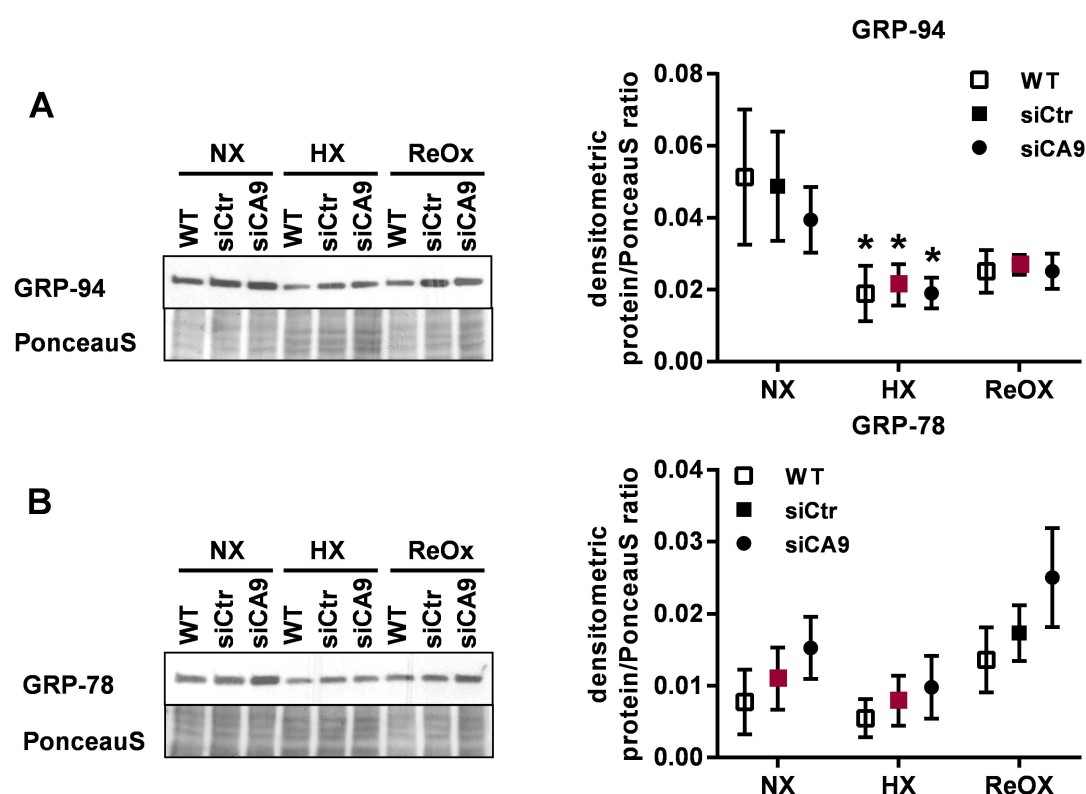 A
NX HX ReOx
WT siCtr siCA9 WT siCtr siCA9 WT siCtr siCA9
GRP-94
PonceauS
GRP-94
densitometric
protein/PonceauS ratio
0.08
0.06
0.04
0.02
0.00
WT
siCtr
siCA9
* * *
NX HX ReOX
B
NX HX ReOx
WT siCtr siCA9 WT siCtr siCA9 WT siCtr siCA9
GRP-78
PonceauS
GRP-78
densitometric
protein/PonceauS ratio
0.04
0.03
0.02
0.01
0.00
WT
siCtr
siCA9
NX HX ReOX